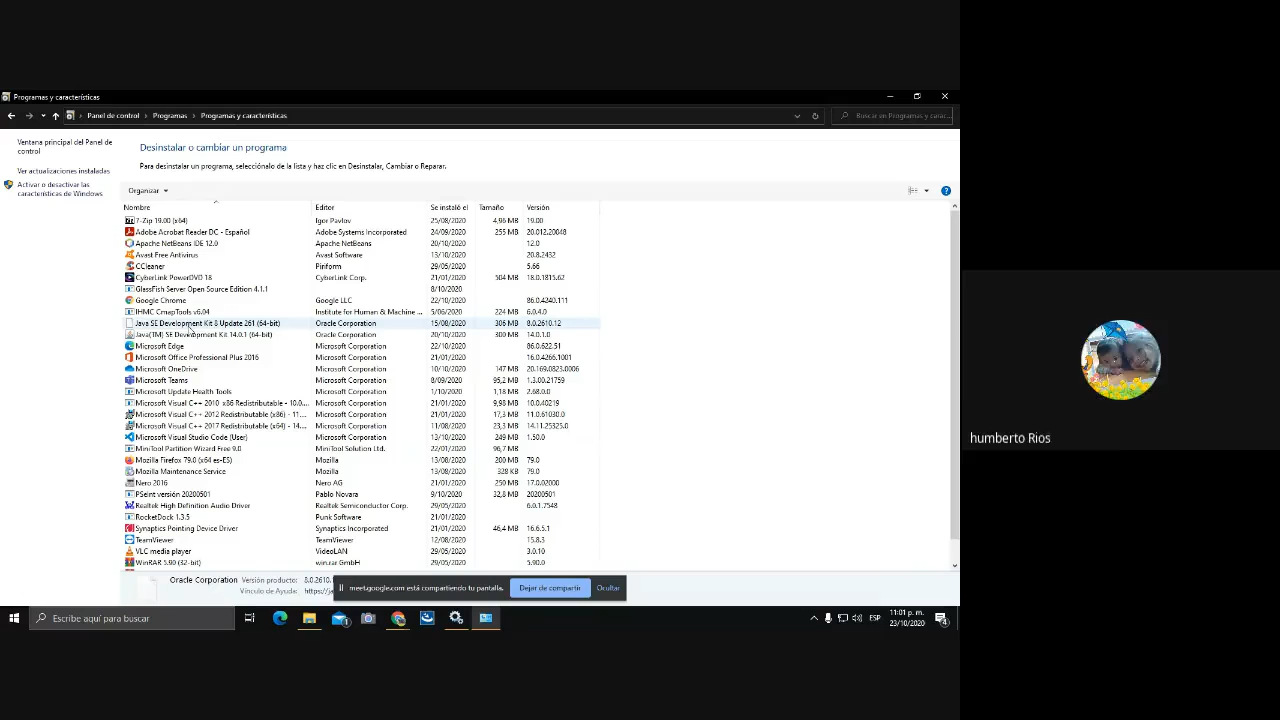 Programas y características
Panel de control > Programas > Programas y características
Buscar en Programas y carac...
Ventana principal del Panel de control
Ver actualizaciones instaladas
Activar o desactivar las características de Windows
Desinstalar o cambiar un programa
Para desinstalar un programa, selecciónalo de la lista y haz clic en Desinstalar, Cambiar o Reparar.
Organizar
Nombre Editor Se instaló el Tamaño Versión
7-Zip 19.00 (x64) Igor Pavlov 25/08/2020 4,96 MB 19.00
Adobe Acrobat Reader DC - Español Adobe Systems Incorporated 24/09/2020 255 MB 20.012.20048
Apache NetBeans IDE 12.0 Apache NetBeans 20/10/2020 12.0
Avast Free Antivirus Avast Software 13/10/2020 20.8.2432
CCleaner Piriform 29/05/2020 5.66
CyberLink PowerDVD 18 CyberLink Corp. 21/01/2020 504 MB 18.0.1815.62
GlassFish Server Open Source Edition 4.1.1 8/10/2020
Google Chrome Google LLC 22/10/2020 86.0.4240.111
IHMC CmapTools v6.04 Institute for Human & Machine ... 5/06/2020 224 MB 6.0.4.0
Java SE Development Kit 8 Update 261 (64-bit) Oracle Corporation 15/08/2020 306 MB 8.0.2610.12
Java(TM) SE Development Kit 14.0.1 (64-bit) Oracle Corporation 20/10/2020 300 MB 14.0.1.0
Microsoft Edge Microsoft Corporation 22/10/2020 86.0.622.51
Microsoft Office Professional Plus 2016 Microsoft Corporation 21/01/2020 16.0.4266.1001
Microsoft OneDrive Microsoft Corporation 10/10/2020 147 MB 20.169.0823.0006
Microsoft Teams Microsoft Corporation 8/09/2020 95,2 MB 1.3.00.21759
Microsoft Update Health Tools Microsoft Corporation 1/10/2020 1,18 MB 2.68.0.0
Microsoft Visual C++ 2010 x86 Redistributable - 10.0... Microsoft Corporation 21/01/2020 9,98 MB 10.0.40219
Microsoft Visual C++ 2012 Redistributable (x86) - 11.... Microsoft Corporation 21/01/2020 17,3 MB 11.0.61030.0
Microsoft Visual C++ 2017 Redistributable (x64) - 14.... Microsoft Corporation 11/08/2020 23,3 MB 14.11.25325.0
Microsoft Visual Studio Code (User) Microsoft Corporation 13/10/2020 249 MB 1.50.0
MiniTool Partition Wizard Free 9.0 MiniTool Solution Ltd. 22/01/2020 96,7 MB
Mozilla Firefox 79.0 (x64 es-ES) Mozilla 13/08/2020 200 MB 79.0
Mozilla Maintenance Service Mozilla 13/08/2020 328 KB 79.0
Nero 2016 Nero AG 21/01/2020 250 MB 17.0.02000
PSeInt versión 20200501 Pablo Novara 9/10/2020 32,8 MB 20200501
Realtek High Definition Audio Driver Realtek Semiconductor Corp. 29/05/2020 6.0.1.7548
RocketDock 1.3.5 Punk Software 21/01/2020
Synaptics Pointing Device Driver Synaptics Incorporated 21/01/2020 46,4 MB 16.6.5.1
TeamViewer TeamViewer 12/08/2020 15.8.3
VLC media player VideoLAN 29/05/2020 3.0.10
WinRAR 5.90 (32-bit) win.rar GmbH 29/05/2020 5.90.0
Oracle Corporation Versión producto: 8.0.2610.
Vínculo de Ayuda: https://ja
meet.google.com está compartiendo tu pantalla. Dejar de compartir Ocultar
Escribe aquí para buscar
ESP
11:01 p. m.
23/10/2020
4
humberto Rios